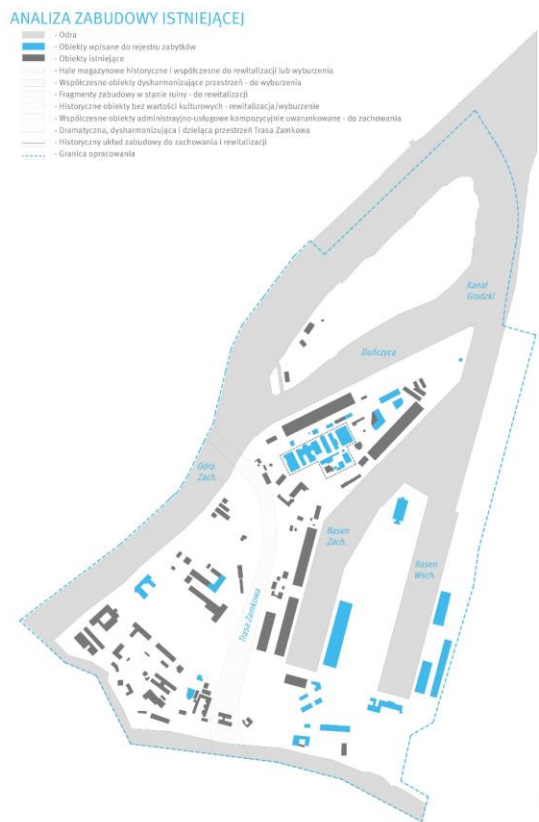 ANALIZA ZABUDOWY ISTNIEJĄCEJ
- Odra
- Obiekty wpisane do rejestru zabytków
- Obiekty istniejące
- Hale magazynowe historyczne i współczesne do rewitalizacji lub wyburzenia
- Współczesne obiekty dysharmonizujące przestrzeń - do wyburzenia
- Fragmenty zabudowy w stanie ruiny - do rewitalizacji
- Historyczne obiekty bez wartości kulturowych - rewitalizacja/wyburzenie
- Współczesne obiekty administracyjno-usługowe kompozycyjnie uwarunkowane - do zachowania
- Dramatyczna, dysharmonizująca i dzieląca przestrzeń Trasa Zamkowa
- Historyczny układ zabudowy do zachowania i rewitalizacji
- Granica opracowania
Kanał
Grodzki
Duńczyca
Odra
Zach.
Basen
Zach.
Basen
Wsch.
Trasa Zamkowa